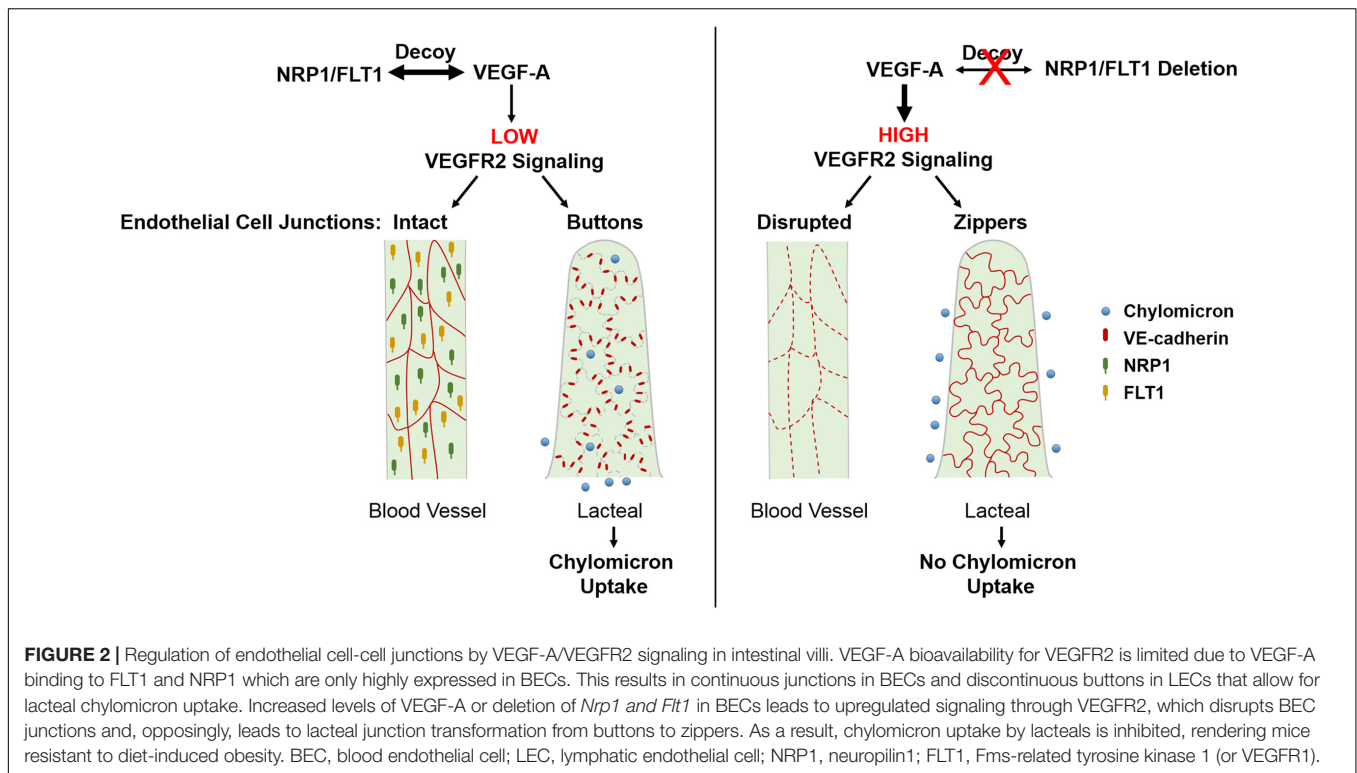 Decoy
NRP1/FLT1 VEGF-A
LOW
VEGFR2 Signaling
Endothelial Cell Junctions: Intact Buttons
Blood Vessel Lacteal
Chylomicron
Uptake
Decoy
VEGF-A NRP1/FLT1 Deletion
HIGH
VEGFR2 Signaling
Disrupted Zippers
Blood Vessel Lacteal
No Chylomicron
Uptake
Chylomicron
VE-cadherin
NRP1
FLT1
FIGURE 2 | Regulation of endothelial cell-cell junctions by VEGF-A/VEGFR2 signaling in intestinal villi. VEGF-A bioavailability for VEGFR2 is limited due to VEGF-A
binding to FLT1 and NRP1 which are only highly expressed in BECs. This results in continuous junctions in BECs and discontinuous buttons in LECs that allow for
lacteal chylomicron uptake. Increased levels of VEGF-A or deletion of Nrp1 and Flt1 in BECs leads to upregulated signaling through VEGFR2, which disrupts BEC
junctions and, opposingly, leads to lacteal junction transformation from buttons to zippers. As a result, chylomicron uptake by lacteals is inhibited, rendering mice
resistant to diet-induced obesity. BEC, blood endothelial cell; LEC, lymphatic endothelial cell; NRP1, neuropilin1; FLT1, Fms-related tyrosine kinase 1 (or VEGFR1).